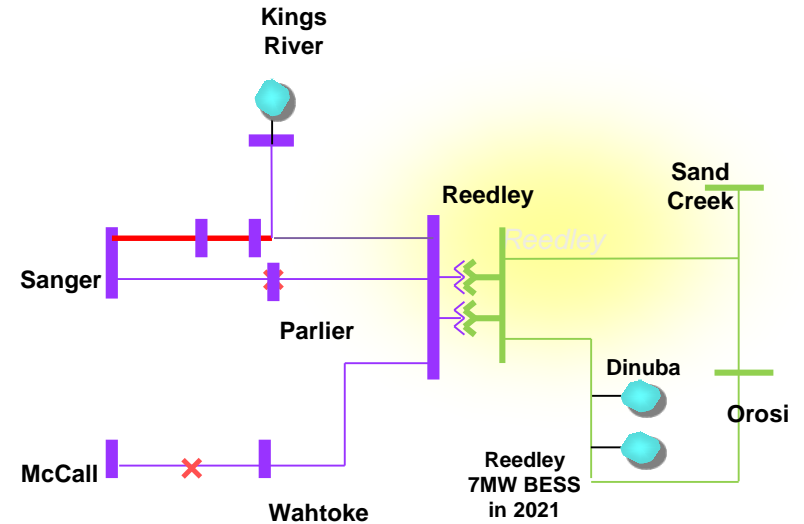 Kings
River
Sand
Creek
Reedley
Reedley
Sanger
Parlier
Dinuba
Orosi
McCall
Reedley
7MW BESS
in 2021
Wahtoke